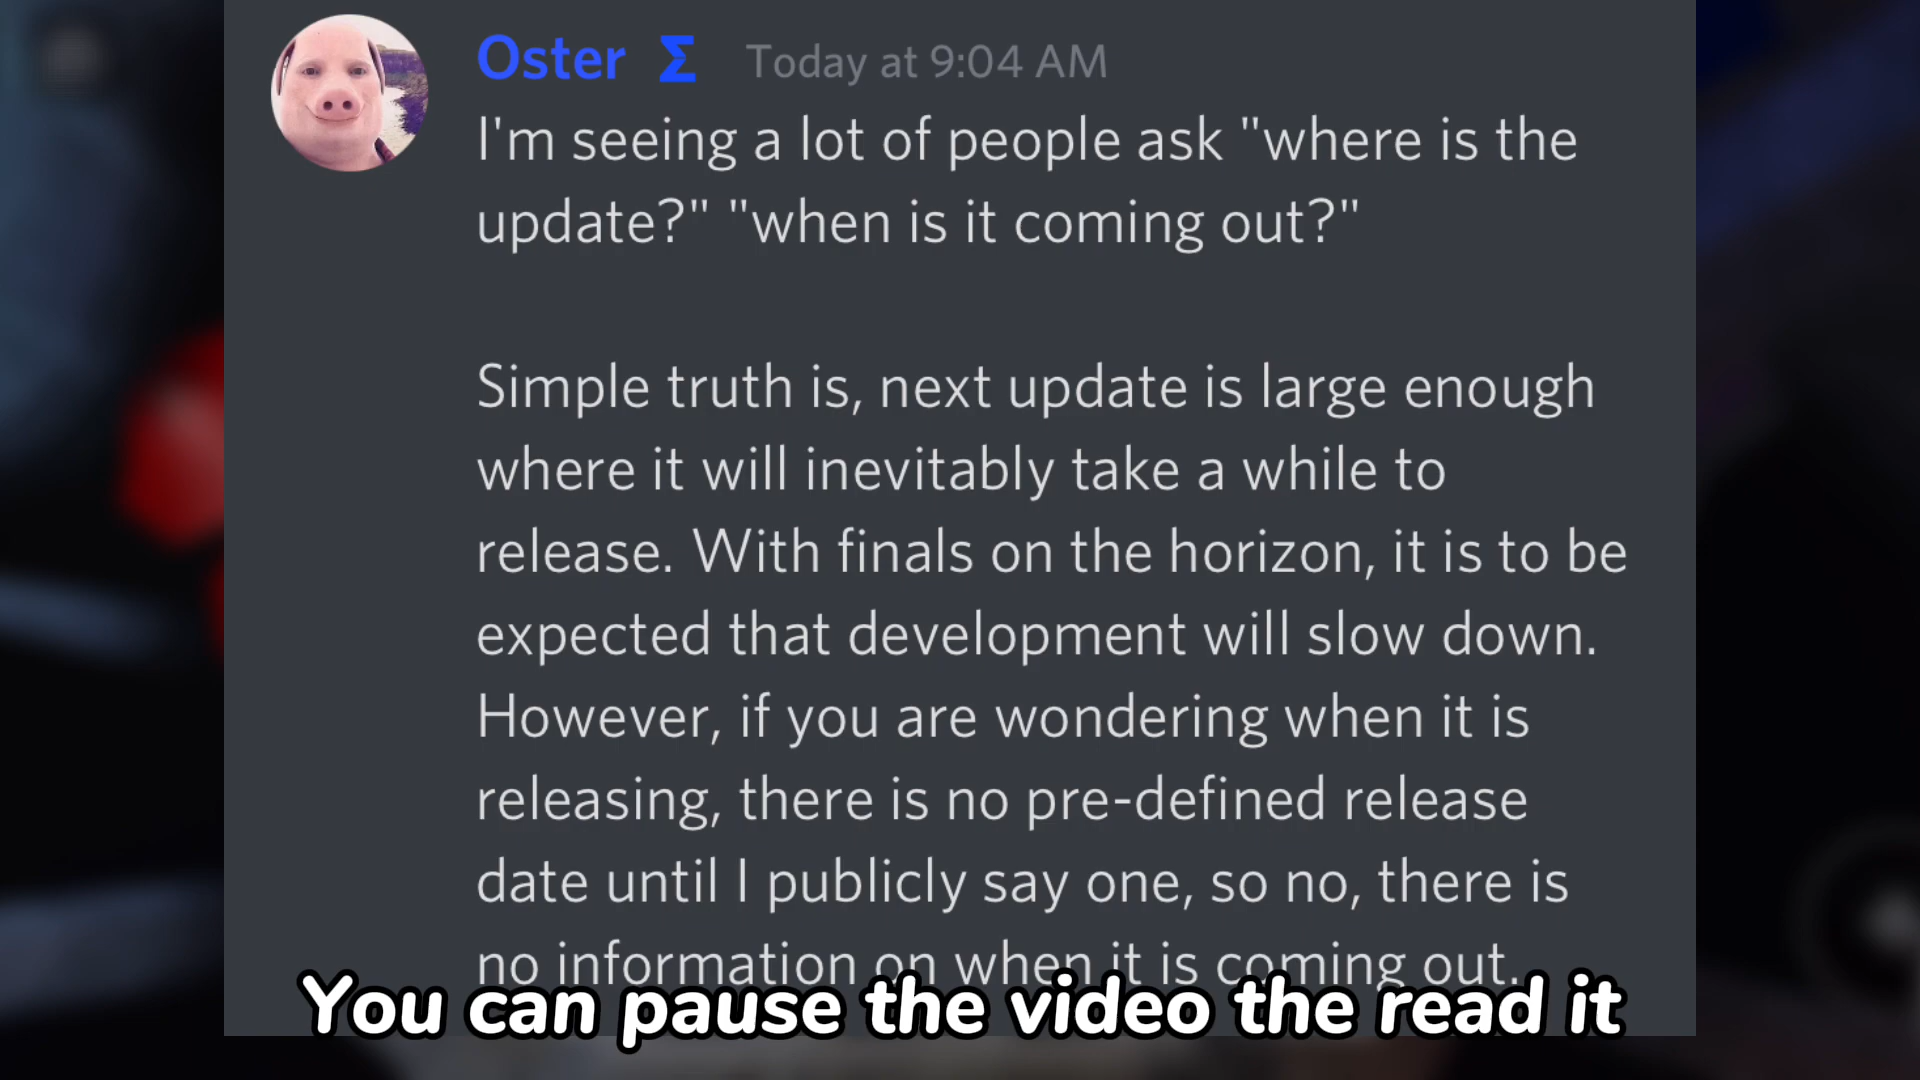 Oster Σ Today at 9:04 AM
I'm seeing a lot of people ask "where is the
update?" "when is it coming out?"
Simple truth is, next update is large enough
where it will inevitably take a while to
release. With finals on the horizon, it is to be
expected that development will slow down.
However, if you are wondering when it is
releasing, there is no pre-defined release
date until I publicly say one, so no, there is
no information on when it is coming out.
You can pause the video the read it